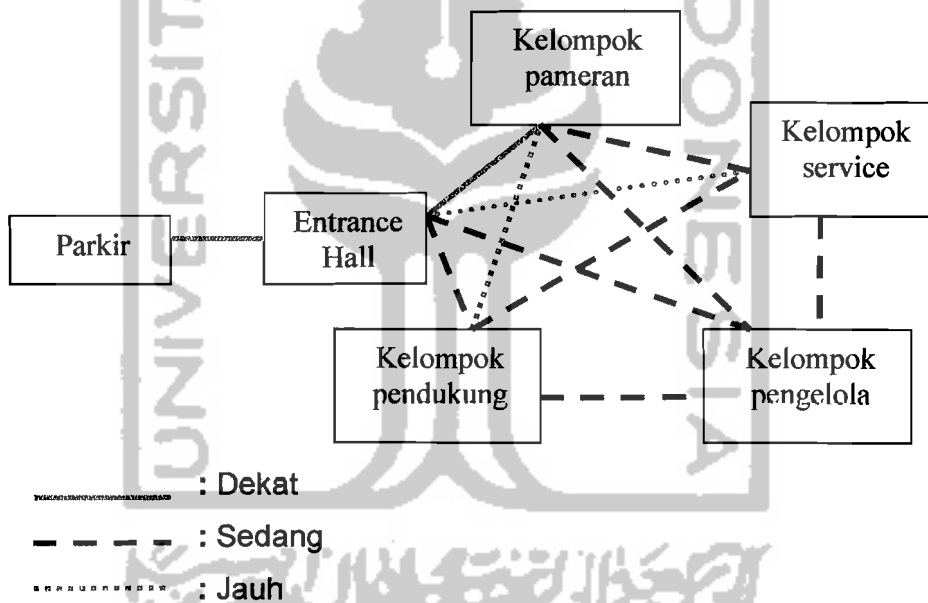 Kelompok
pameran
Kelompok
service
Parkir
Entrance
Hall
Kelompok
pendukung
Kelompok
pengelola
: Dekat
: Sedang
: Jauh